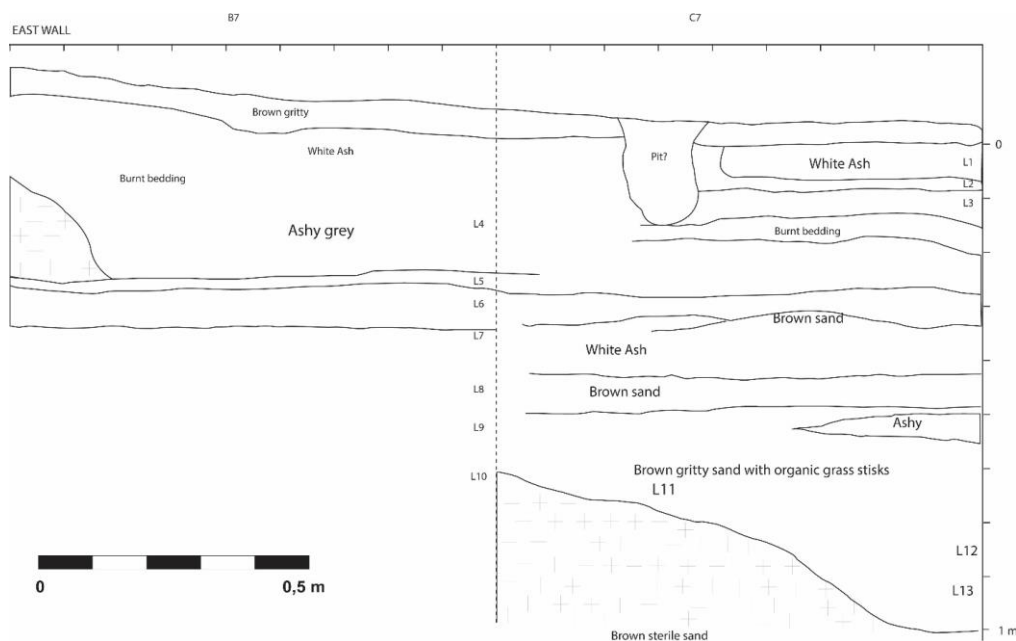 B7
C7
EAST WALL
Brown gritty
0
White Ash
Pit?
White Ash
L1
Burnt bedding
L2
L3
Ashy grey
L4
Burnt bedding
L5
L6
Brown sand
L7
White Ash
L8
Brown sand
L9
Ashy
L10
Brown gritty sand with organic grass stisks
L11
L12
0
0,5 m
L13
Brown sterile sand
1 m